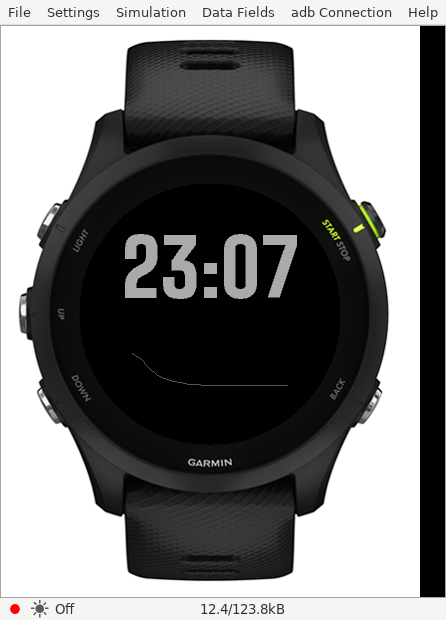 File Settings Simulation Data Fields adb Connection Help
START STOP
LIGHT
23:07
UP
DOWN
BACK
GARMIN
Off 12.4/123.8kB